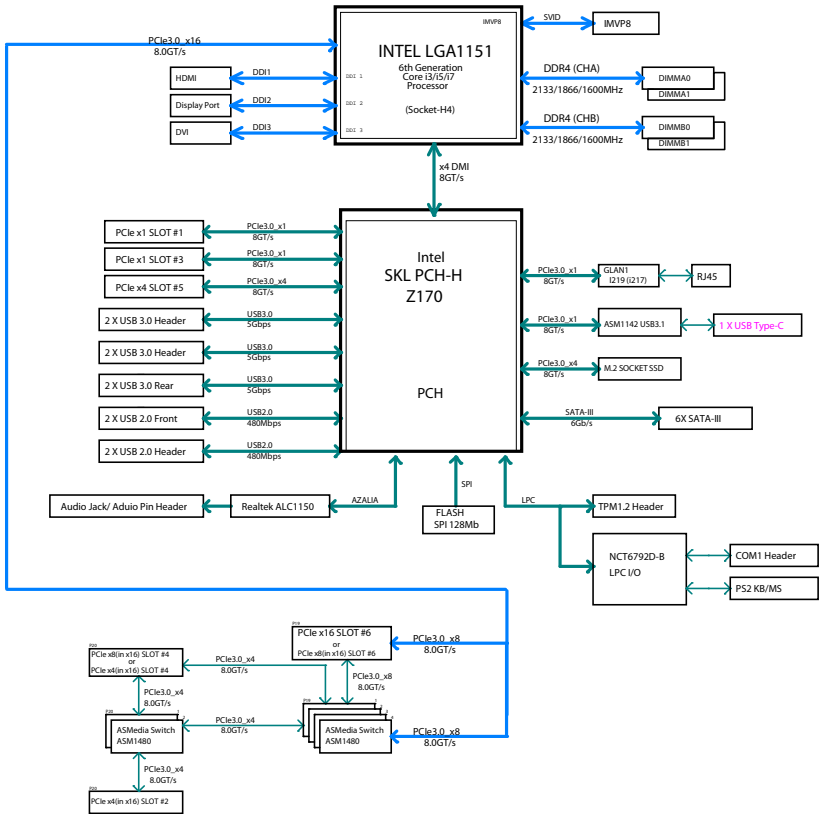 IMVP8
SVID
IMVP8
PCIe3.0_x16
8.0GT/s
INTEL LGA1151
6th Generation
Core i3/i5/i7
Processor
(Socket-H4)
HDMI
DDI1
DDI 1
Display Port
DDI2
DDI 2
DVI
DDI3
DDI 3
DDR4 (CHA)
2133/1866/1600MHz
DIMMA0
DIMMA1
DDR4 (CHB)
2133/1866/1600MHz
DIMMB0
DIMMB1
x4 DMI
8GT/s
Intel
SKL PCH-H
Z170
PCH
PCIe x1 SLOT #1
PCIe3.0_x1
8GT/s
PCIe x1 SLOT #3
PCIe3.0_x1
8GT/s
PCIe x4 SLOT #5
PCIe3.0_x4
8GT/s
2 X USB 3.0 Header
USB3.0
5Gbps
2 X USB 3.0 Header
USB3.0
5Gbps
2 X USB 3.0 Rear
USB3.0
5Gbps
2 X USB 2.0 Front
USB2.0
480Mbps
2 X USB 2.0 Header
USB2.0
480Mbps
PCIe3.0_x1
8GT/s
GLAN1
I219 (i217)
RJ45
PCIe3.0_x1
8GT/s
ASM1142 USB3.1
1 X USB Type-C
PCIe3.0_x4
8GT/s
M.2 SOCKET SSD
SATA-III
6Gb/s
6X SATA-III
Audio Jack/ Aduio Pin Header
Realtek ALC1150
AZALIA
SPI
FLASH
SPI 128Mb
LPC
TPM1.2 Header
NCT6792D-B
LPC I/O
COM1 Header
PS2 KB/MS
P19
PCIe x16 SLOT #6
or
PCIe x8(in x16) SLOT #6
PCIe3.0_x8
8.0GT/s
P20
PCIe x8(in x16) SLOT #4
or
PCIe x4(in x16) SLOT #4
PCIe3.0_x4
8.0GT/s
PCIe3.0_x8
8.0GT/s
PCIe3.0_x4
8.0GT/s
P20
1
2
ASMedia Switch
ASM1480
PCIe3.0_x4
8.0GT/s
P19
1
2
3
4
ASMedia Switch
ASM1480
PCIe3.0_x8
8.0GT/s
PCIe3.0_x4
8.0GT/s
P20
PCIe x4(in x16) SLOT #2